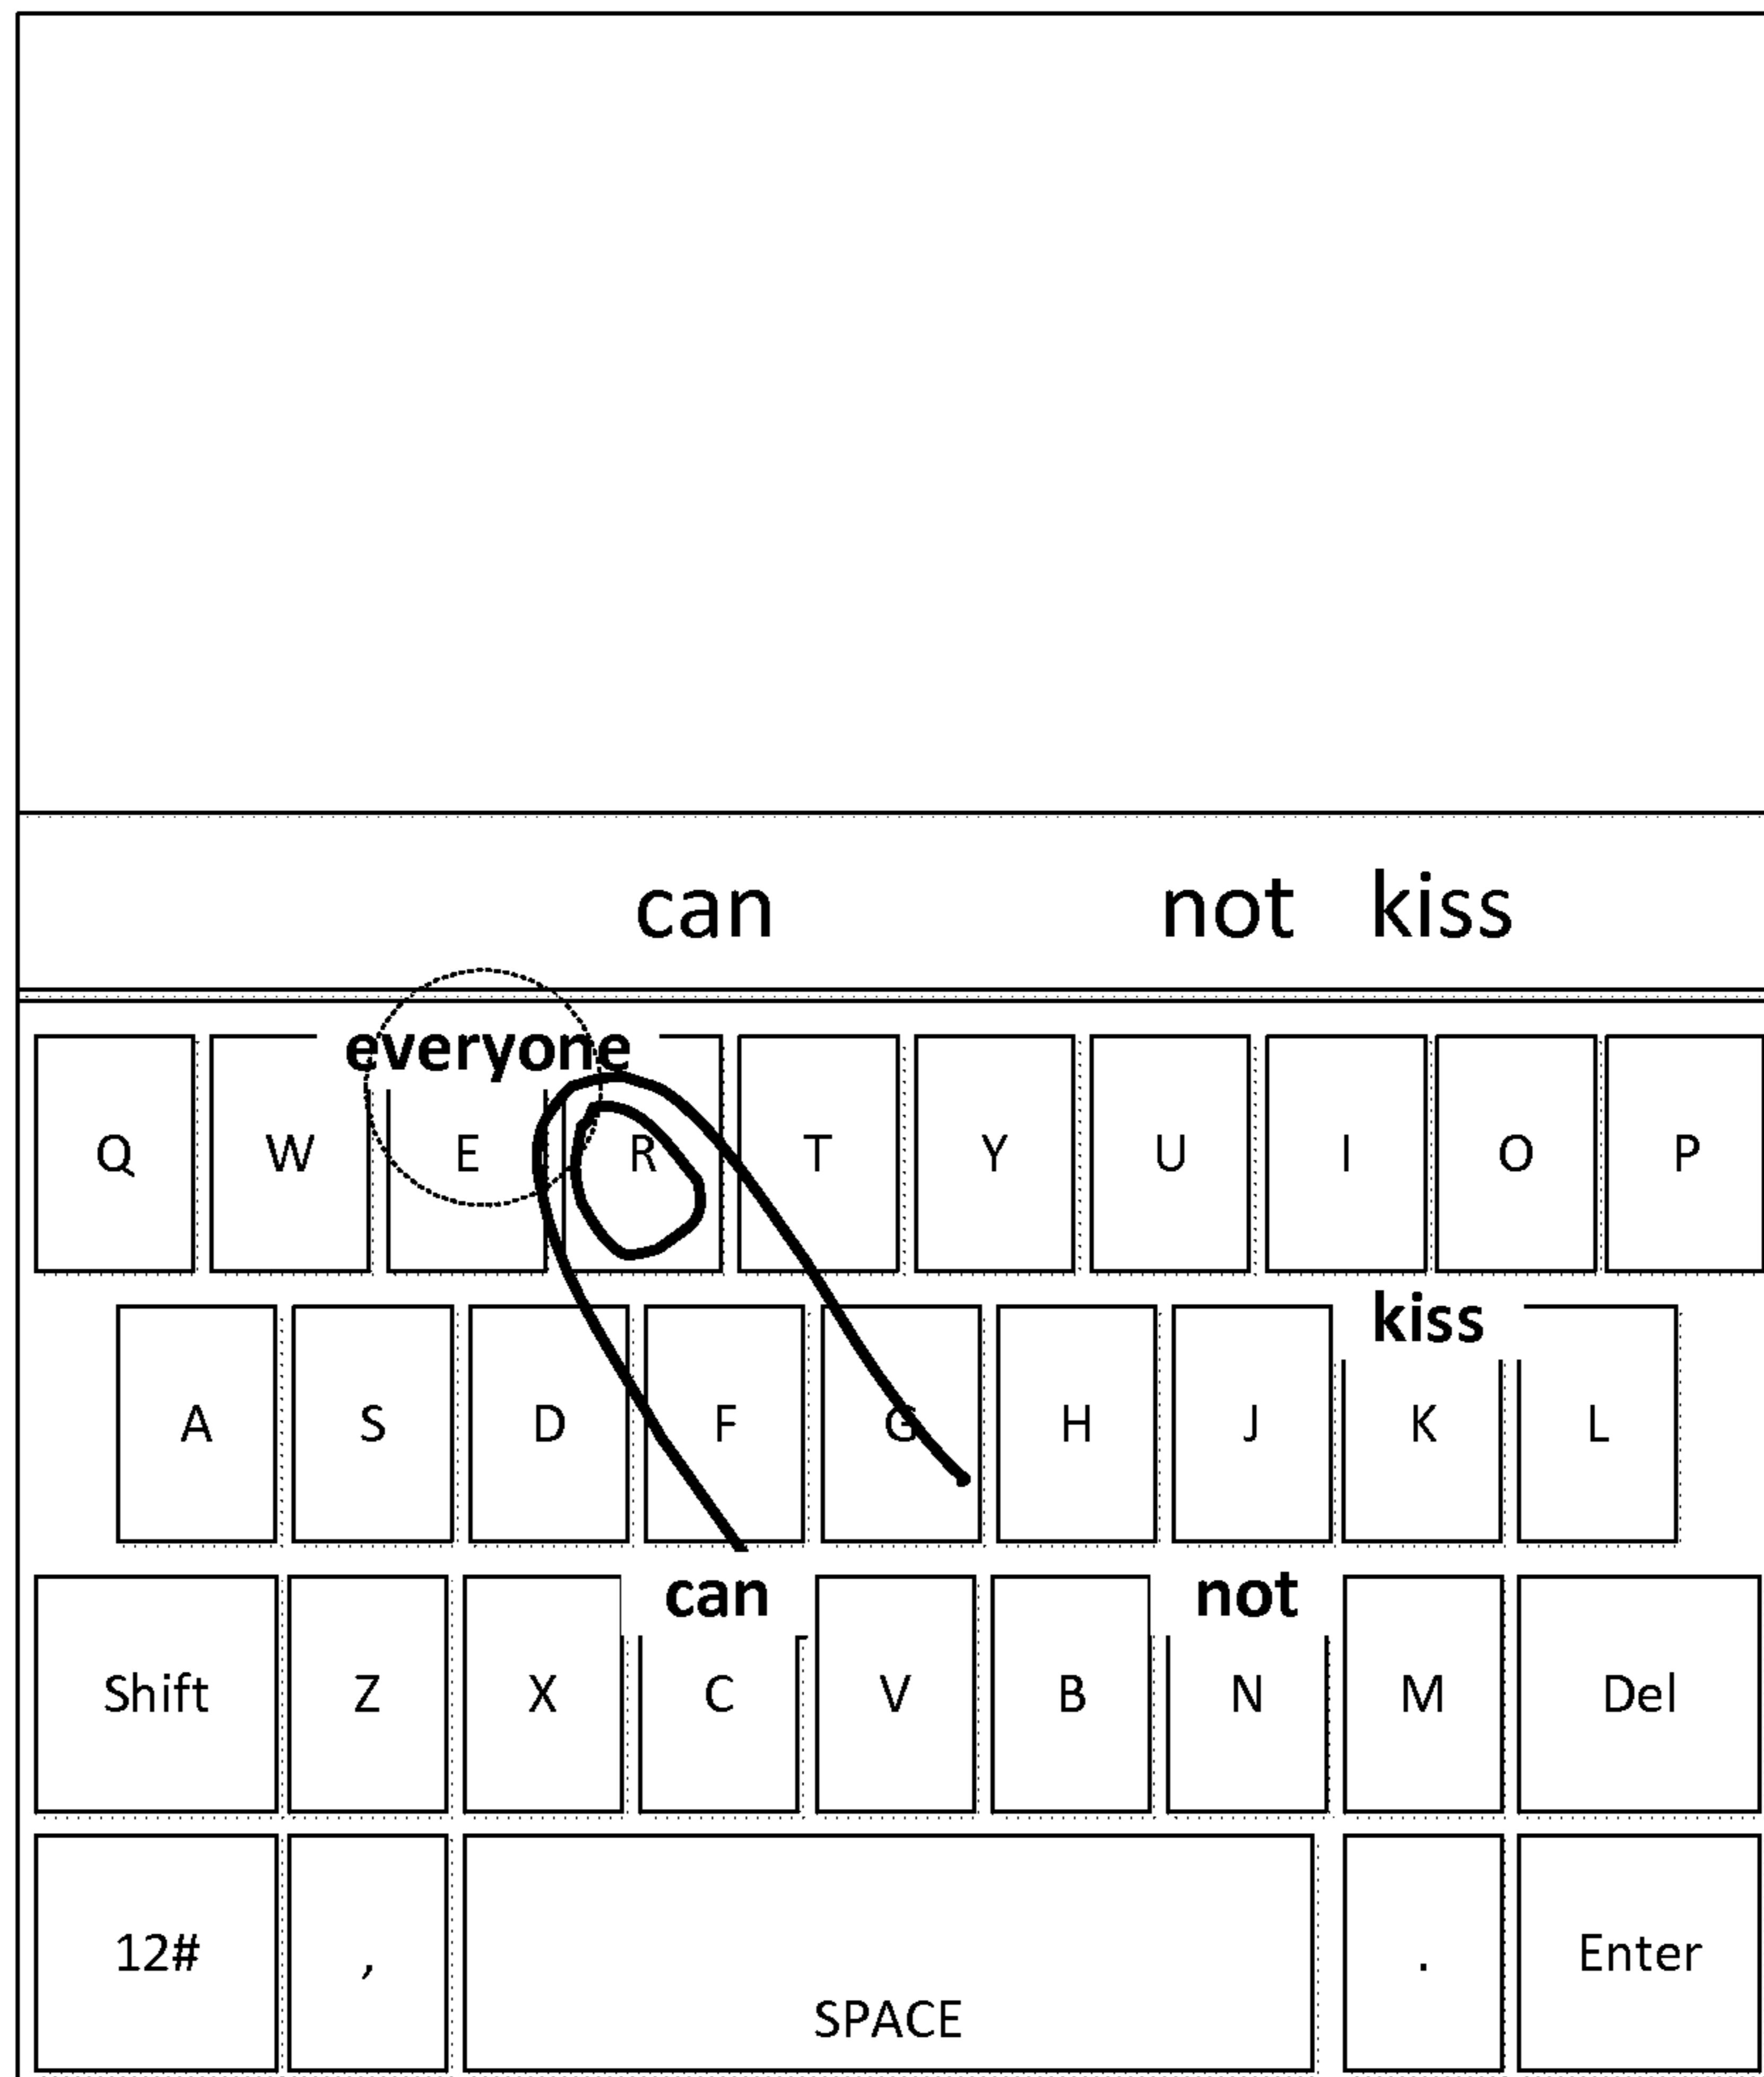 can not kiss
everyone
Q W E R T Y U I O P
kiss
A S D F G H J K L
can not
Shift Z X C V B N M Del
12# , . Enter
SPACE